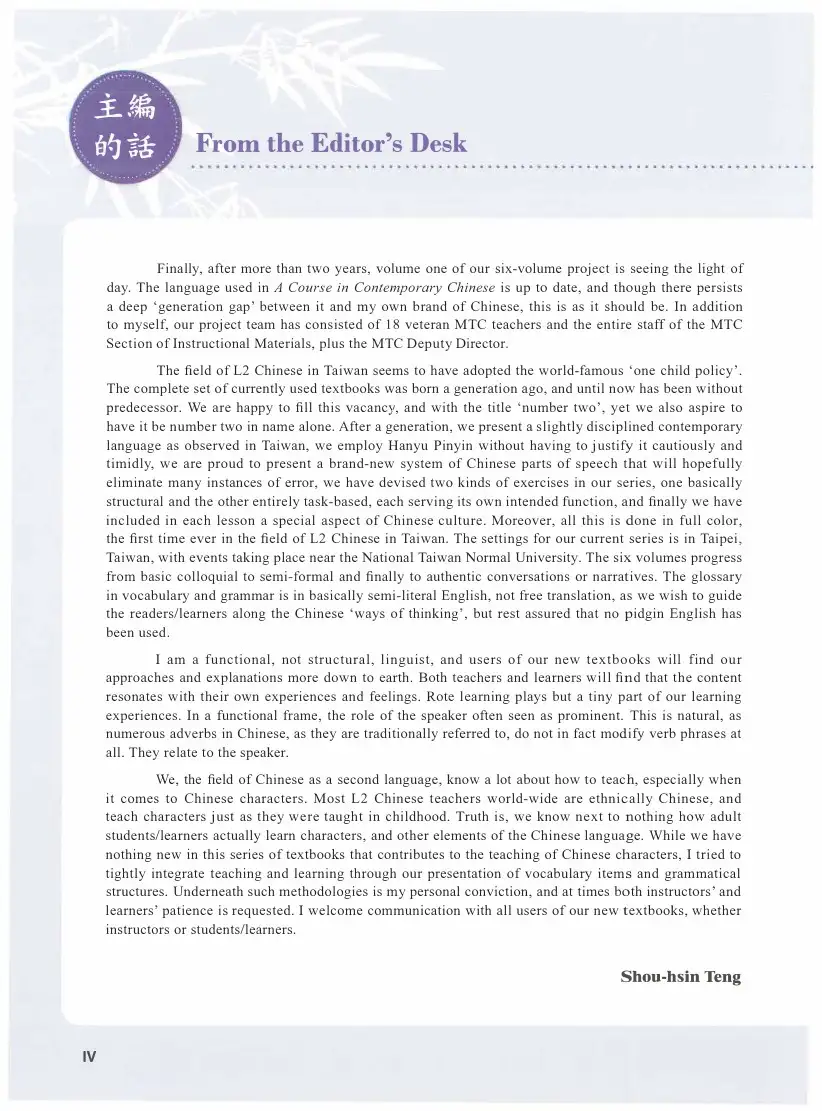 主編
的話
From the Editor's Desk
Finally, after more than two years, volume one of our six-volume project is seeing the light of
day. The language used in A Course in Contemporary Chinese is up to date, and though there persists
a deep ‘generation gap’ between it and my own brand of Chinese, this is as it should be. In addition
to myself, our project team has consisted of 18 veteran MTC teachers and the entire staff of the MTC
Section of Instructional Materials, plus the MTC Deputy Director.
The field of L2 Chinese in Taiwan seems to have adopted the world-famous ‘one child policy’.
The complete set of currently used textbooks was born a generation ago, and until now has been without
predecessor. We are happy to fill this vacancy, and with the title ‘number two’, yet we also aspire to
have it be number two in name alone. After a generation, we present a slightly disciplined contemporary
language as observed in Taiwan, we employ Hanyu Pinyin without having to justify it cautiously and
timidly, we are proud to present a brand-new system of Chinese parts of speech that will hopefully
eliminate many instances of error, we have devised two kinds of exercises in our series, one basically
structural and the other entirely task-based, each serving its own intended function, and finally we have
included in each lesson a special aspect of Chinese culture. Moreover, all this is done in full color,
the first time ever in the field of L2 Chinese in Taiwan. The settings for our current series is in Taipei,
Taiwan, with events taking place near the National Taiwan Normal University. The six volumes progress
from basic colloquial to semi-formal and finally to authentic conversations or narratives. The glossary
in vocabulary and grammar is in basically semi-literal English, not free translation, as we wish to guide
the readers/learners along the Chinese ‘ways of thinking’, but rest assured that no pidgin English has
been used.
I am a functional, not structural, linguist, and users of our new textbooks will find our
approaches and explanations more down to earth. Both teachers and learners will find that the content
resonates with their own experiences and feelings. Rote learning plays but a tiny part of our learning
experiences. In a functional frame, the role of the speaker often seen as prominent. This is natural, as
numerous adverbs in Chinese, as they are traditionally referred to, do not in fact modify verb phrases at
all. They relate to the speaker.
We, the field of Chinese as a second language, know a lot about how to teach, especially when
it comes to Chinese characters. Most L2 Chinese teachers world-wide are ethnically Chinese, and
teach characters just as they were taught in childhood. Truth is, we know next to nothing how adult
students/learners actually learn characters, and other elements of the Chinese language. While we have
nothing new in this series of textbooks that contributes to the teaching of Chinese characters, I tried to
tightly integrate teaching and learning through our presentation of vocabulary items and grammatical
structures. Underneath such methodologies is my personal conviction, and at times both instructors’ and
learners’ patience is requested. I welcome communication with all users of our new textbooks, whether
instructors or students/learners.
Shou-hsin Teng
IV